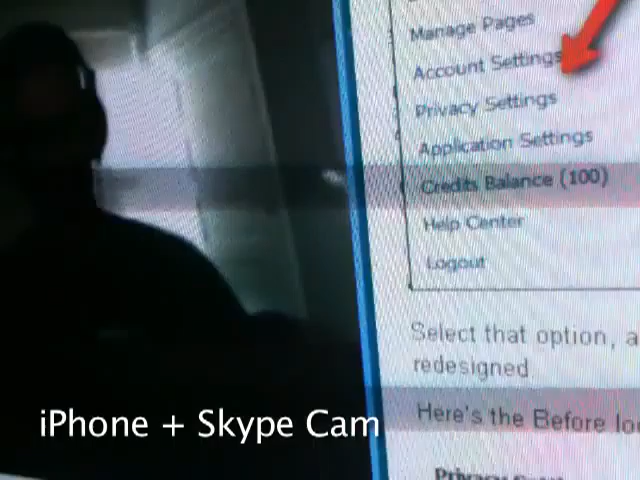 Manage Pages
Account Settings
Privacy Settings
Application Settings
Credits Balance (100)
Help Center
Logout
Select that option, a
redesigned.
Here's the Before lo
iPhone + Skype Cam